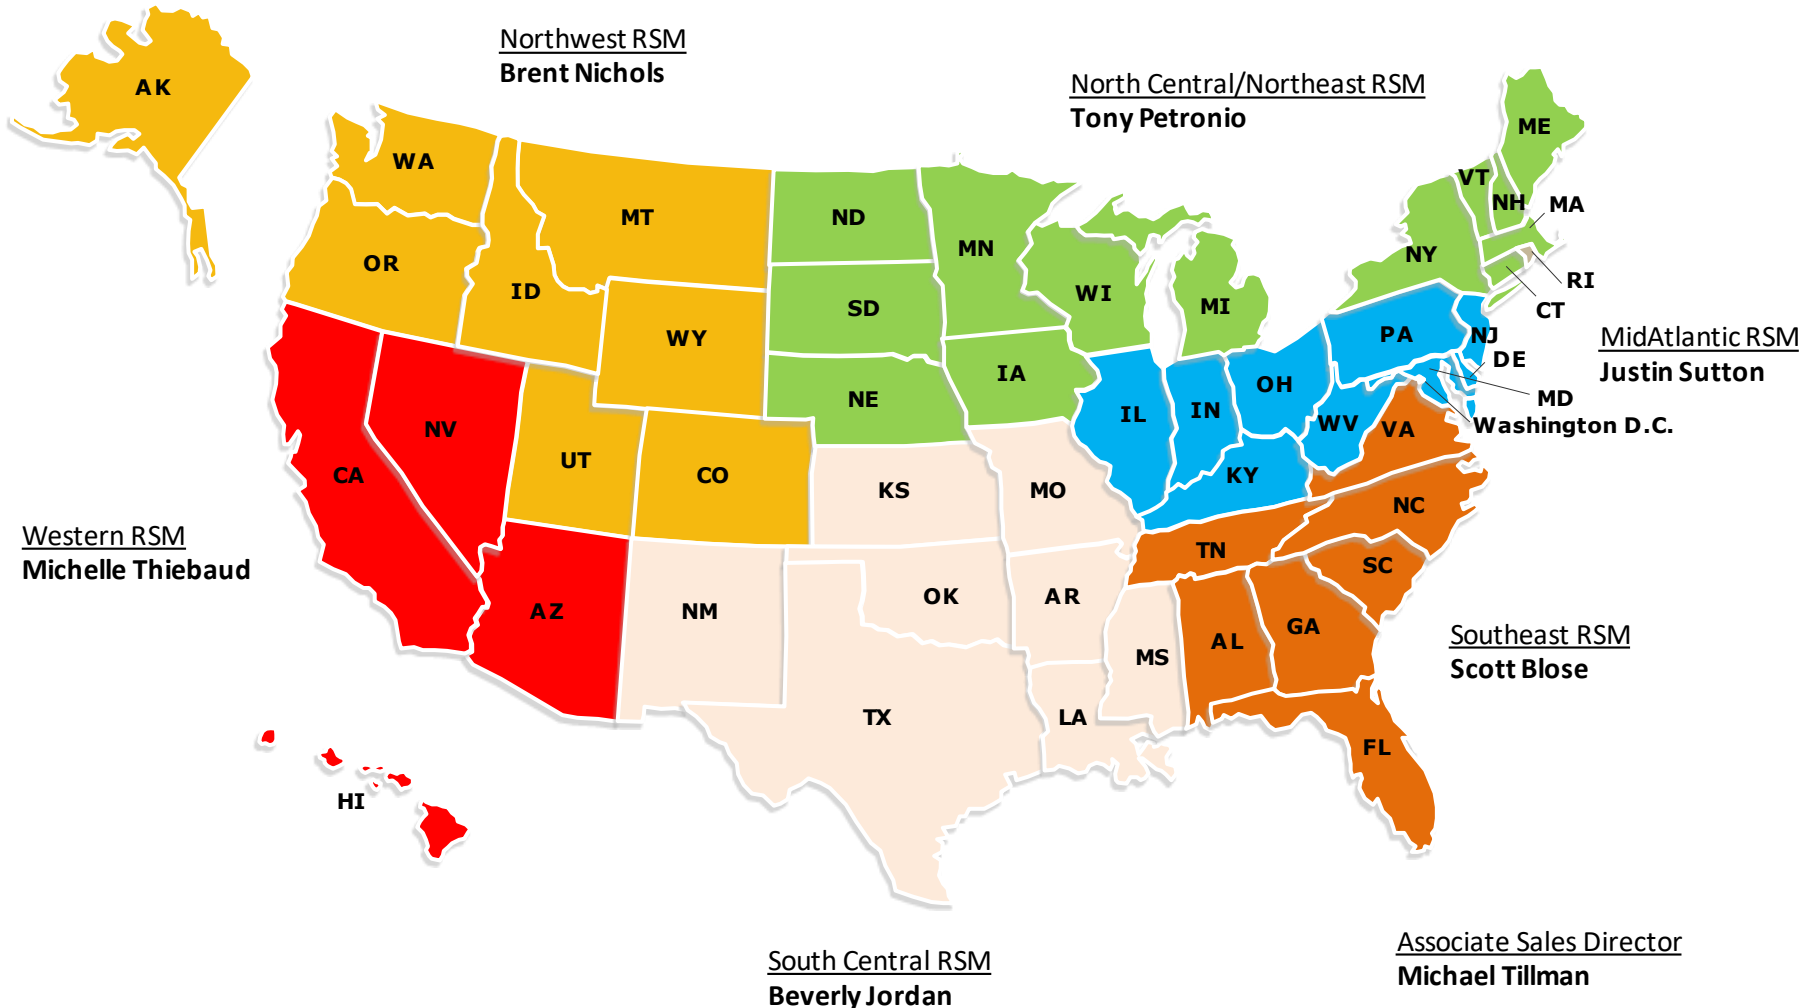 AK
Northwest RSM
Brent Nichols
North Central/Northeast RSM
Tony Petronio
WA
OR
ID
MT
WY
UT
CO
ND
SD
NE
MN
IA
WI
MI
ME
VT
NH
MA
NY
RI
CT
PA
NJ
DE
MD
Washington D.C.
MidAtlantic RSM
Justin Sutton
OH
IN
IL
WV
KY
VA
NC
TN
SC
GA
AL
FL
Southeast RSM
Scott Blose
NV
CA
AZ
HI
Western RSM
Michelle Thiebaud
KS
MO
NM
OK
AR
MS
TX
LA
South Central RSM
Beverly Jordan
Associate Sales Director
Michael Tillman